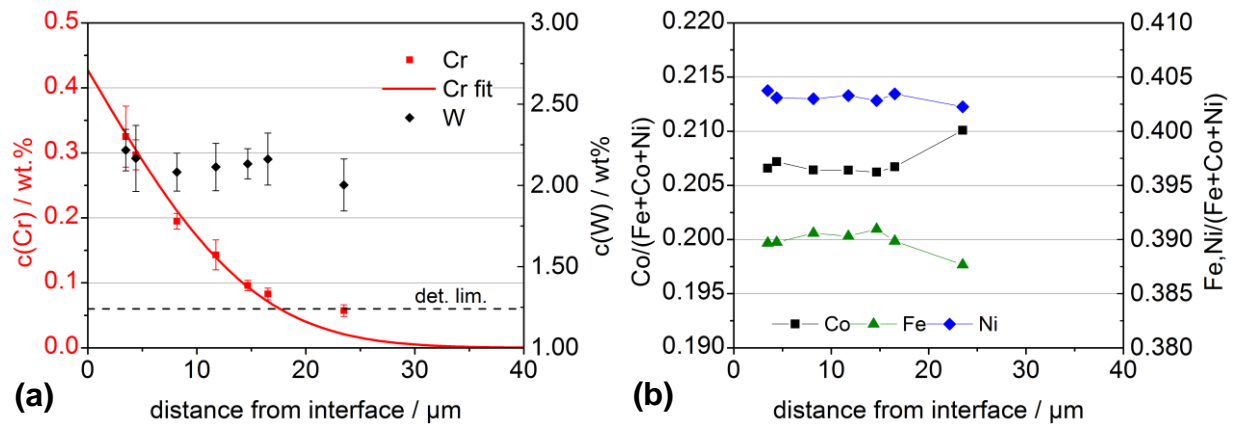 0.5
0.4
0.3
0.2
0.1
0.0
c(Cr) / wt.%
3.00
2.50
2.00
1.50
1.00
c(W) / wt%
Cr
Cr fit
W
det. lim.
0
10
20
30
40
distance from interface / µm
(a)
0.220
0.215
0.210
0.205
0.200
0.195
0.190
Co/(Fe+Co+Ni)
0.410
0.405
0.400
0.395
0.390
0.385
0.380
Fe,Ni/(Fe+Co+Ni)
Co Fe Ni
0
10
20
30
40
distance from interface / µm
(b)